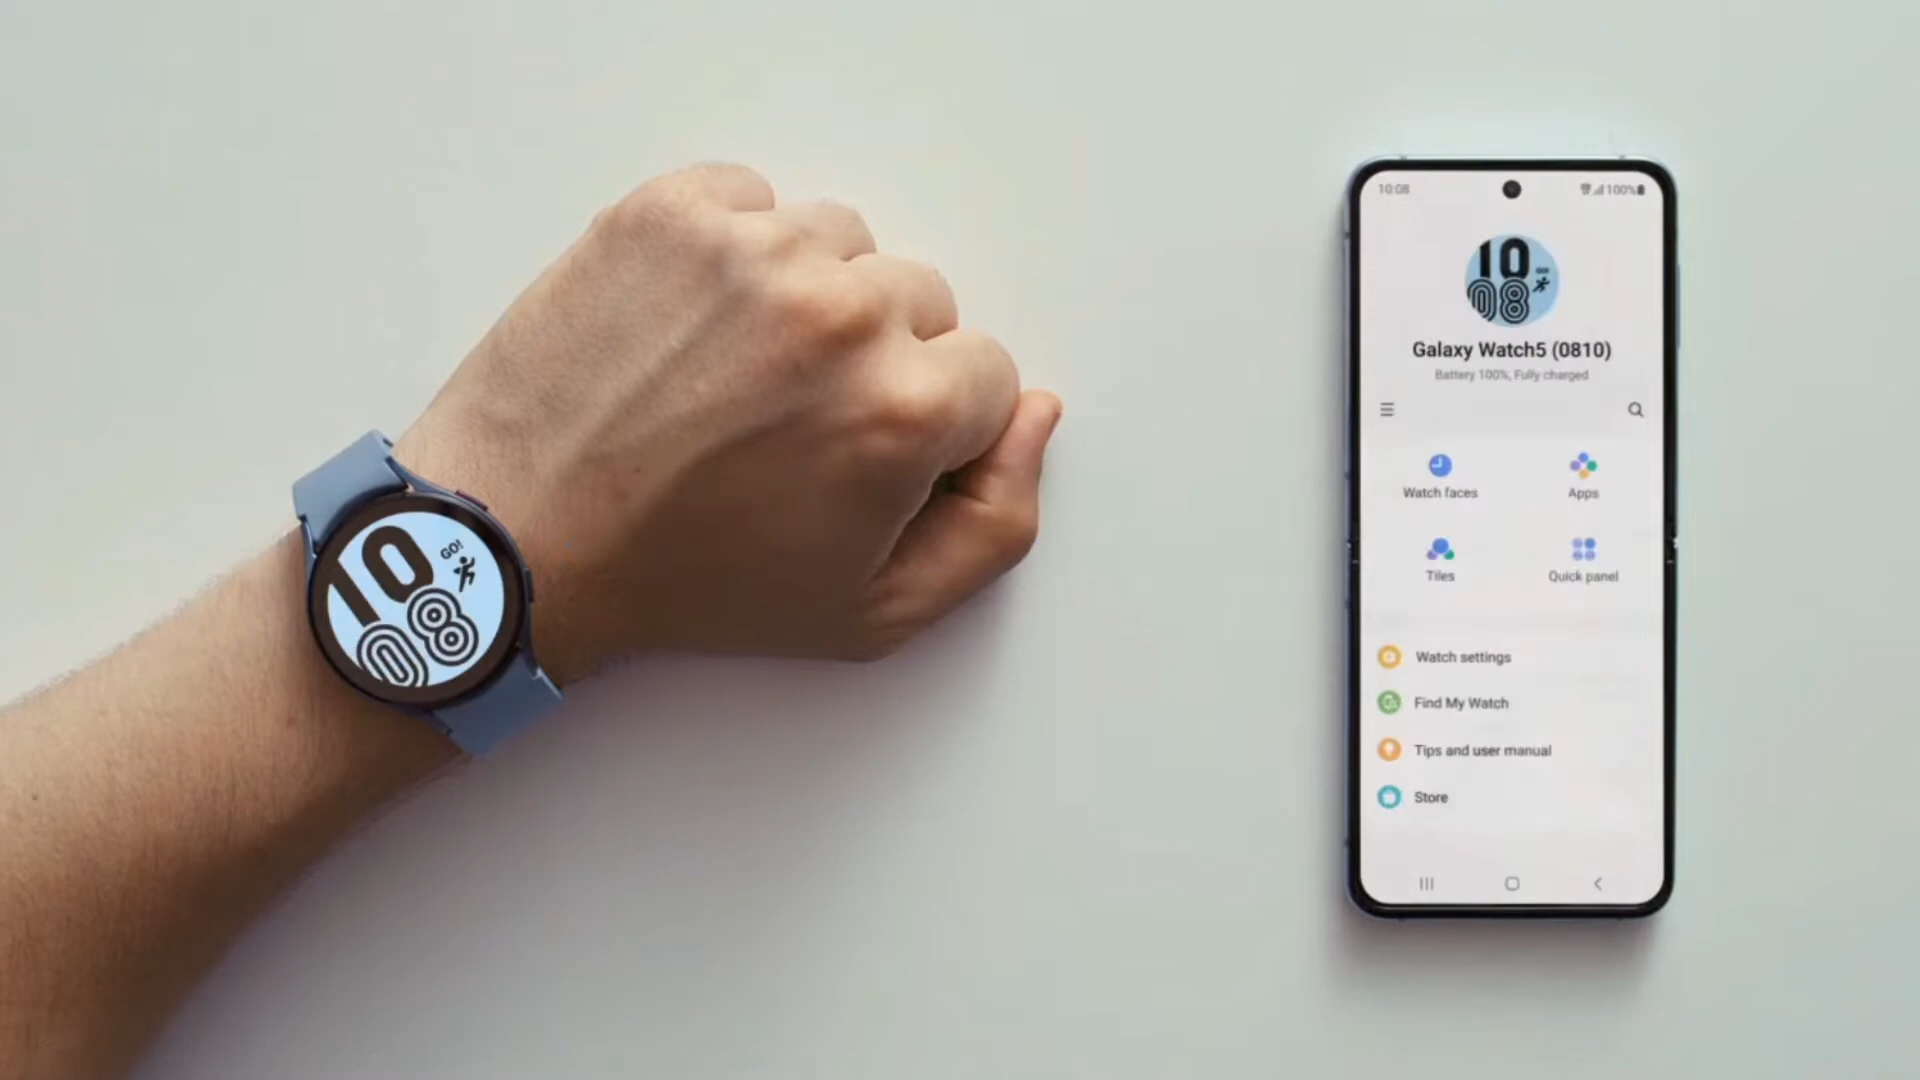 10
08
GO!
10:08
100%
10
08
Galaxy Watch5 (0810)
Battery 100%, Fully charged
Watch faces
Apps
Tiles
Quick panel
Watch settings
Find My Watch
Tips and user manual
Store